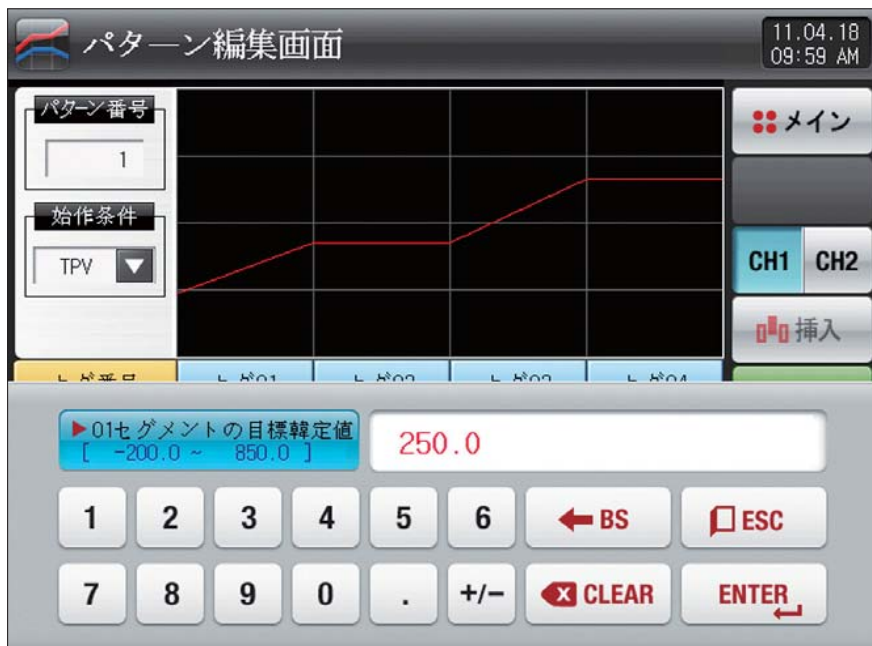 パターン編集画面
11.04.18
09:59 AM
パターン番号
1
始作条件
TPV
メイン
CH1 CH2
挿入
▶01セグメントの目標韓定値
[ -200.0 ~ 850.0 ]
250.0
1 2 3 4 5 6 BS ESC
7 8 9 0 . +/- CLEAR ENTER